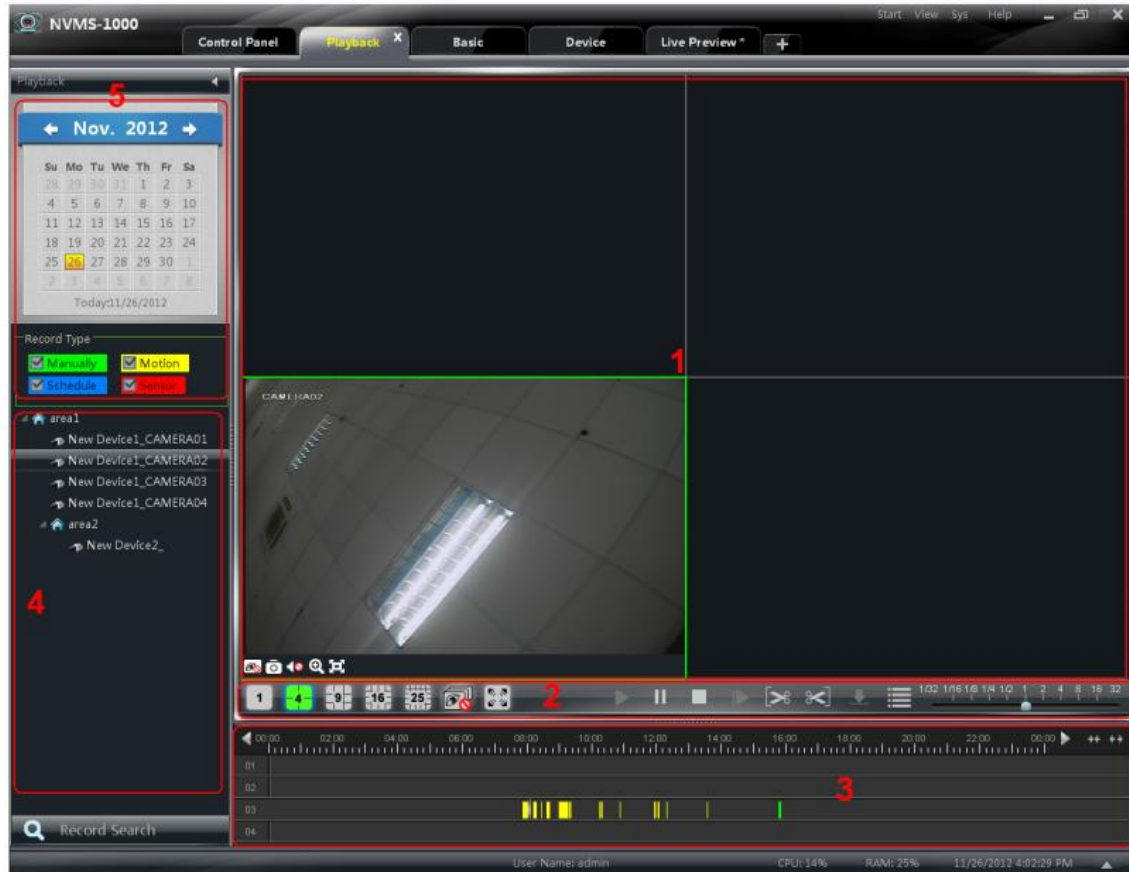 NVMS-1000
Start View Sys Help
Control Panel Playback X Basic Device Live Preview * +
Playback
5
Nov. 2012
Su Mo Tu We Th Fr Sa
28 29 30 31 1 2 3
4 5 6 7 8 9 10
11 12 13 14 15 16 17
18 19 20 21 22 23 24
25 26 27 28 29 30 1
2 3 4 5 6 7 8
Today:11/26/2012
Record Type
Manually Motion
Schedule Sensor
area1
New Device1_CAMERA01
New Device1_CAMERA02
New Device1_CAMERA03
New Device1_CAMERA04
area2
New Device2_
4
Record Search
1
CAMERA02
1 4 9 16 25
2
1/32 1/16 1/8 1/4 1/2 1 2 4 8 16 32
00:00 02:00 04:00 06:00 08:00 10:00 12:00 14:00 16:00 18:00 20:00 22:00 00:00
01
02
03
04
3
User Name: admin
CPU: 14%
RAM: 25%
11/26/2012 4:02:29 PM